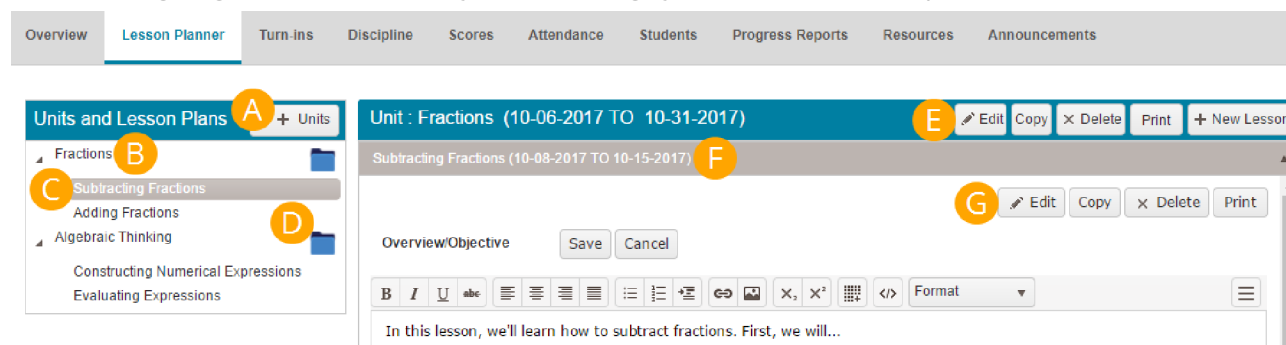 Overview Lesson Planner Turn-ins Discipline Scores Attendance Students Progress Reports Resources Announcements
Units and Lesson Plans A + Units
Fractions B
C Subtracting Fractions
Adding Fractions
D
Algebraic Thinking
Constructing Numerical Expressions
Evaluating Expressions
Unit : Fractions (10-06-2017 TO 10-31-2017) E Edit Copy × Delete Print + New Lesson
Subtracting Fractions (10-08-2017 TO 10-15-2017) F
G Edit Copy × Delete Print
Overview/Objective Save Cancel
B I U abc X₂ X² </> Format
In this lesson, we'll learn how to subtract fractions. First, we will...